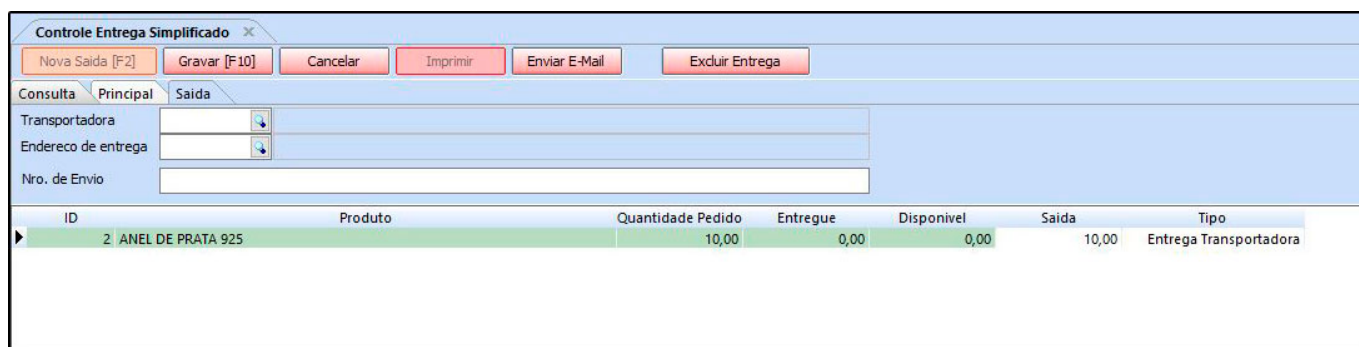 Controle Entrega Simplificado
Nova Saida [F2] Gravar [F10] Cancelar Imprimir Enviar E-Mail Excluir Entrega
Consulta Principal Saida
Transportadora
Endereco de entrega
Nro. de Envio
ID Produto Quantidade Pedido Entregue Disponivel Saida Tipo
2 ANEL DE PRATA 925 10,00 0,00 0,00 10,00 Entrega Transportadora